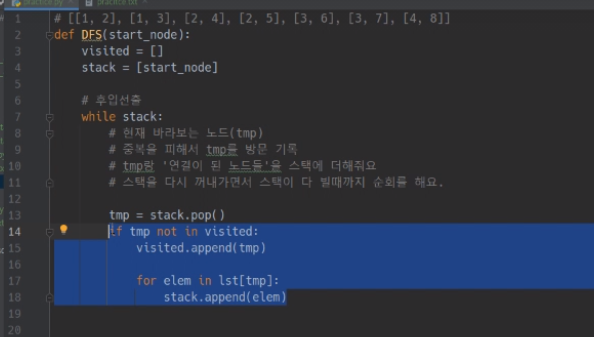 practice.py practice.txt
1 # [[1, 2], [1, 3], [2, 4], [2, 5], [3, 6], [3, 7], [4, 8]]
2 def DFS(start_node):
3 visited = []
4 stack = [start_node]
5
6 # 후입선출
7 while stack:
8 # 현재 바라보는 노드(tmp)
9 # 중복을 피해서 tmp를 방문 기록
10 # tmp랑 '연결이 된 노드들'을 스택에 더해줘요
11 # 스택을 다시 꺼내가면서 스택이 다 빌때까지 순회를 해요.
12
13 tmp = stack.pop()
14 if tmp not in visited:
15 visited.append(tmp)
16
17 for elem in lst[tmp]:
18 stack.append(elem)
19
20